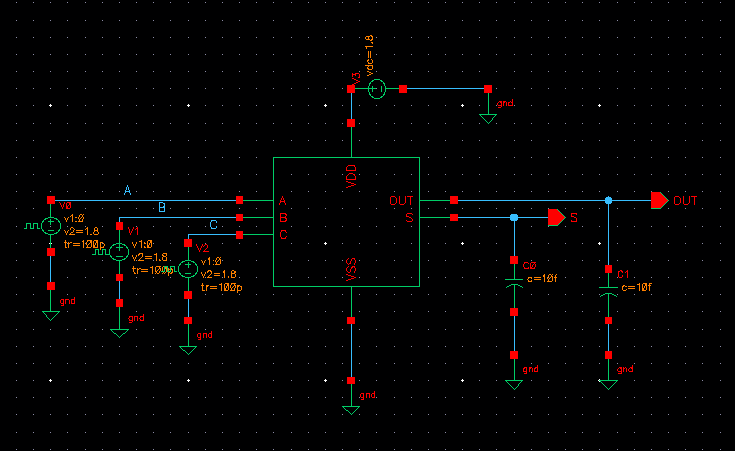 vdc=1.8
V3
gnd
VDD
A
B
C
A
B
C
OUT
S
OUT
S
V0
v1:0
v2=1.8
tr=100p
V1
v1:0
v2=1.8
tr=100p
V2
v1:0
v2=1.8
tr=100p
VSS
C0
c=10f
C1
c=10f
gnd
gnd
gnd
gnd
gnd
gnd